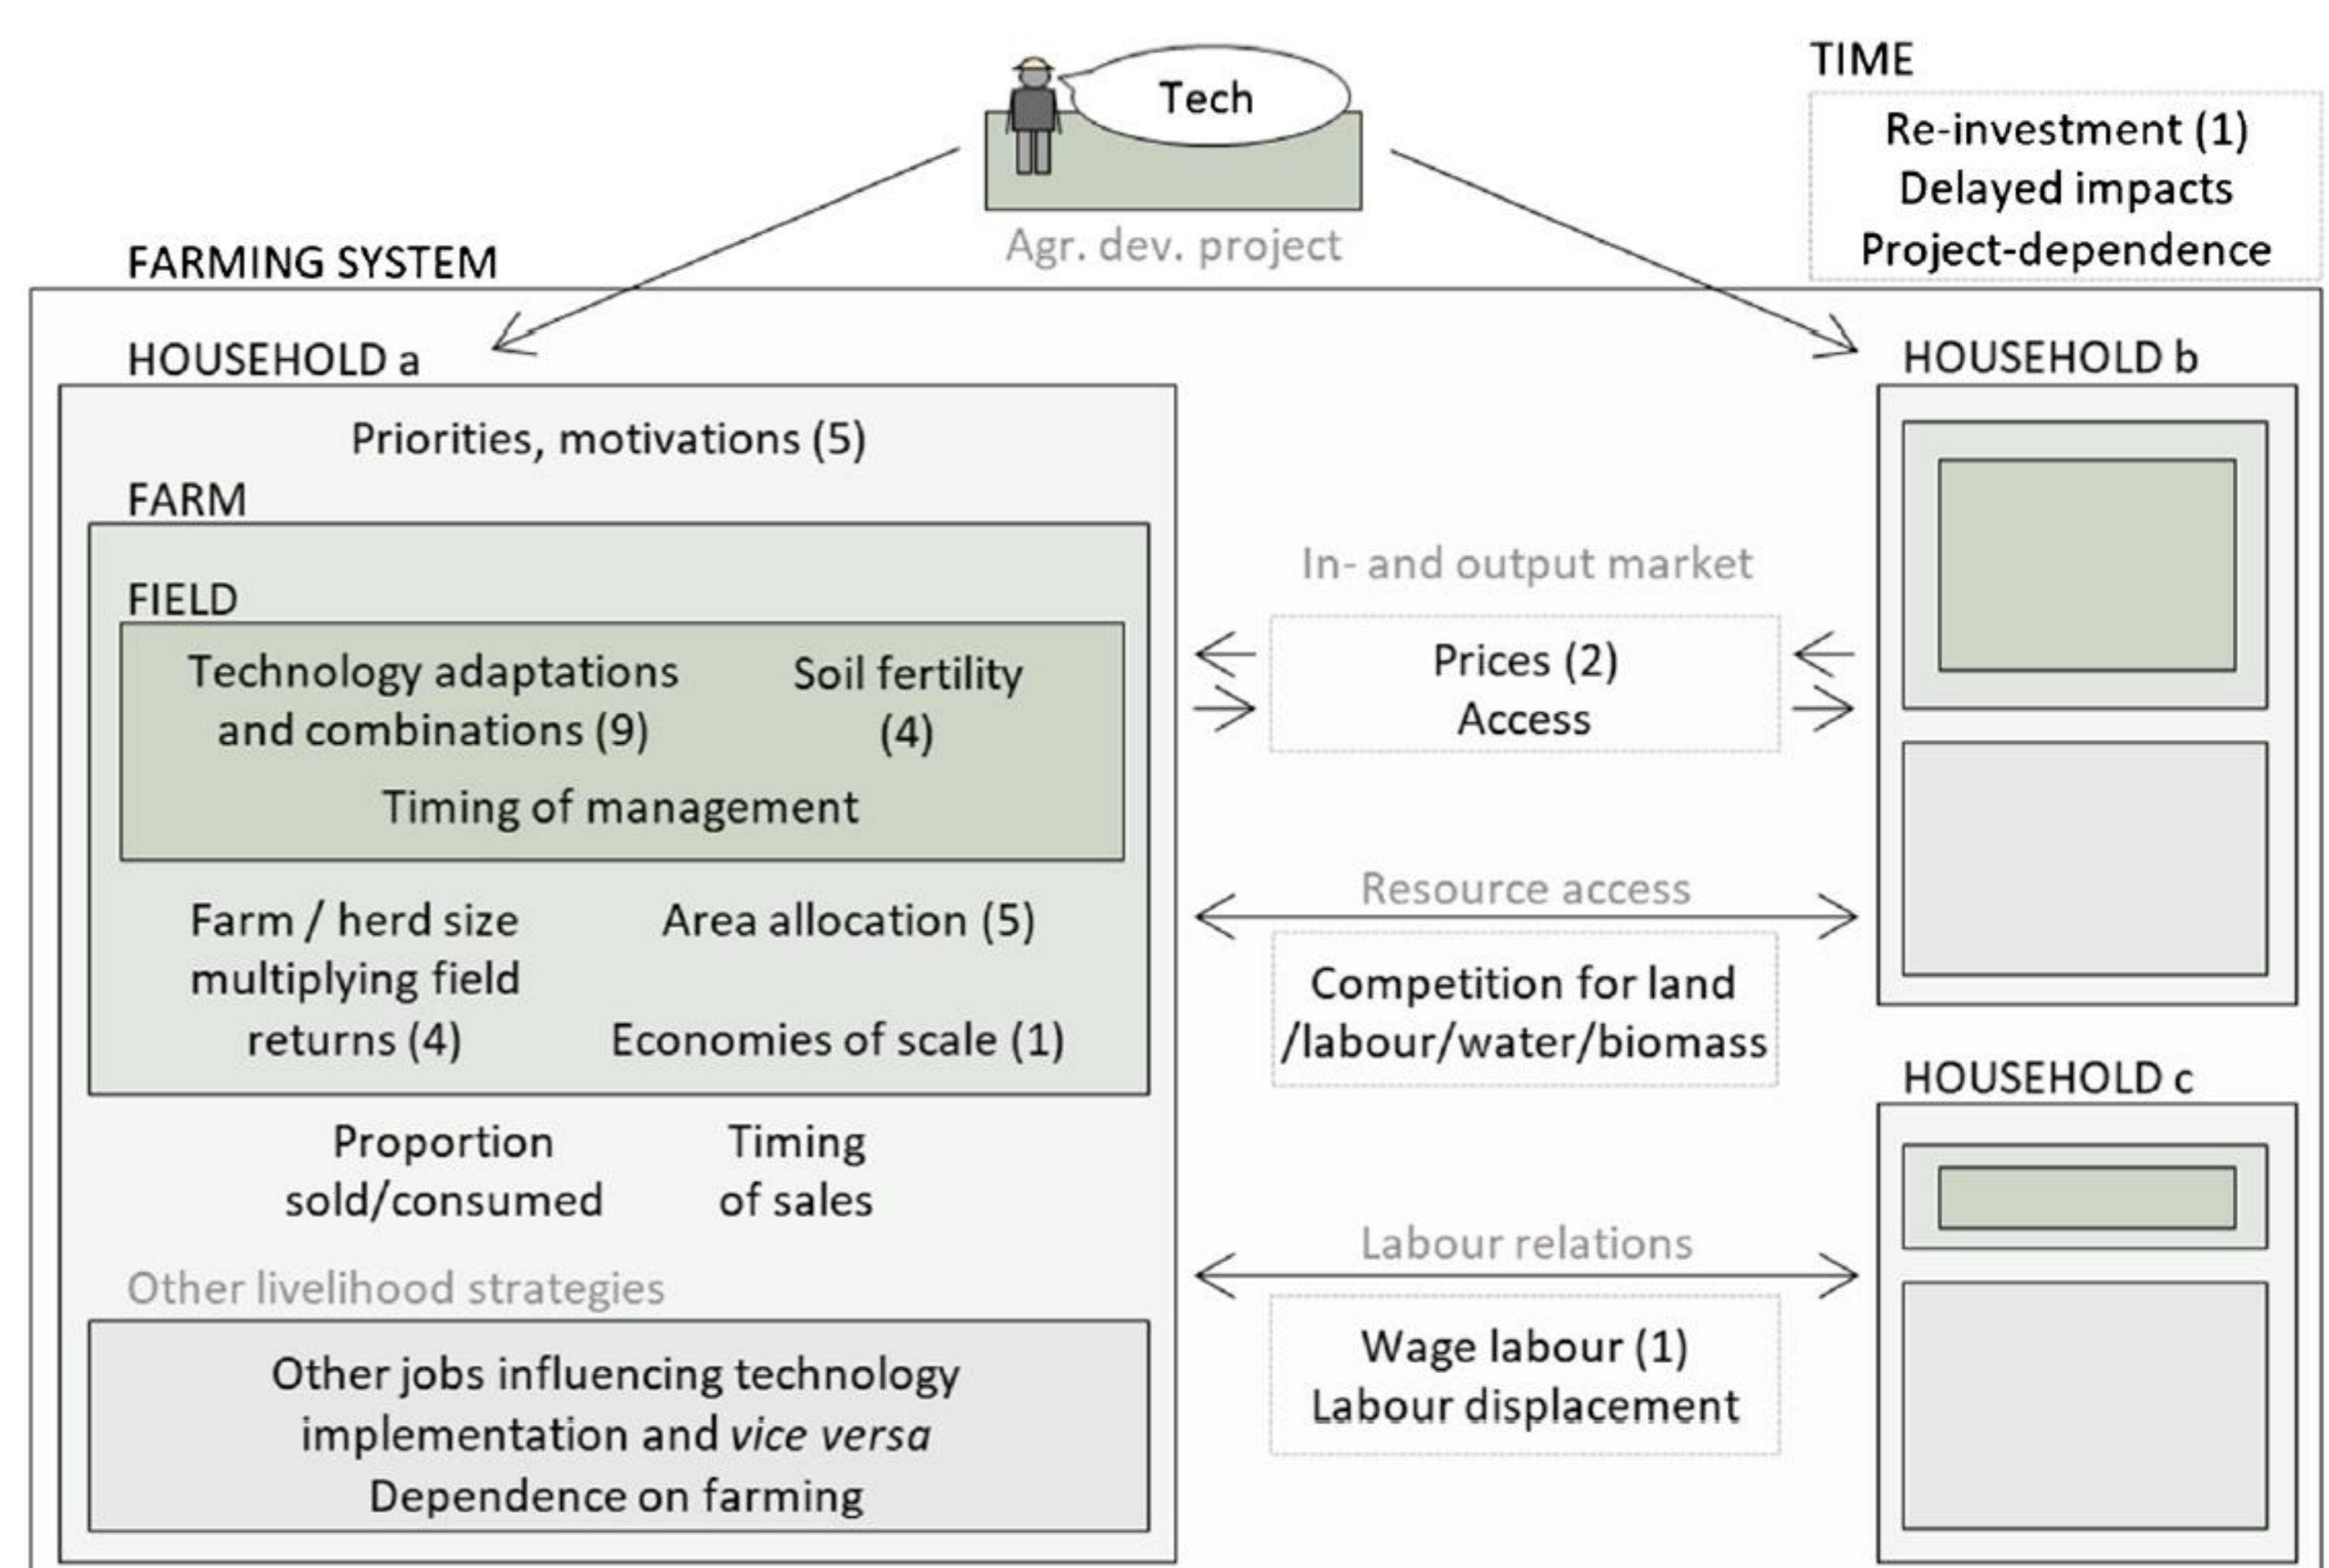 Tech
Agr. dev. project
TIME
Re-investment (1)
Delayed impacts
Project-dependence
FARMING SYSTEM
HOUSEHOLD a
Priorities, motivations (5)
FARM
FIELD
Technology adaptations
and combinations (9)
Soil fertility
(4)
Timing of management
Farm / herd size
multiplying field
returns (4)
Area allocation (5)
Economies of scale (1)
Proportion
sold/consumed
Timing
of sales
Other livelihood strategies
Other jobs influencing technology
implementation and vice versa
Dependence on farming
In- and output market
Prices (2)
Access
Resource access
Competition for land
/labour/water/biomass
Labour relations
Wage labour (1)
Labour displacement
HOUSEHOLD b
HOUSEHOLD c